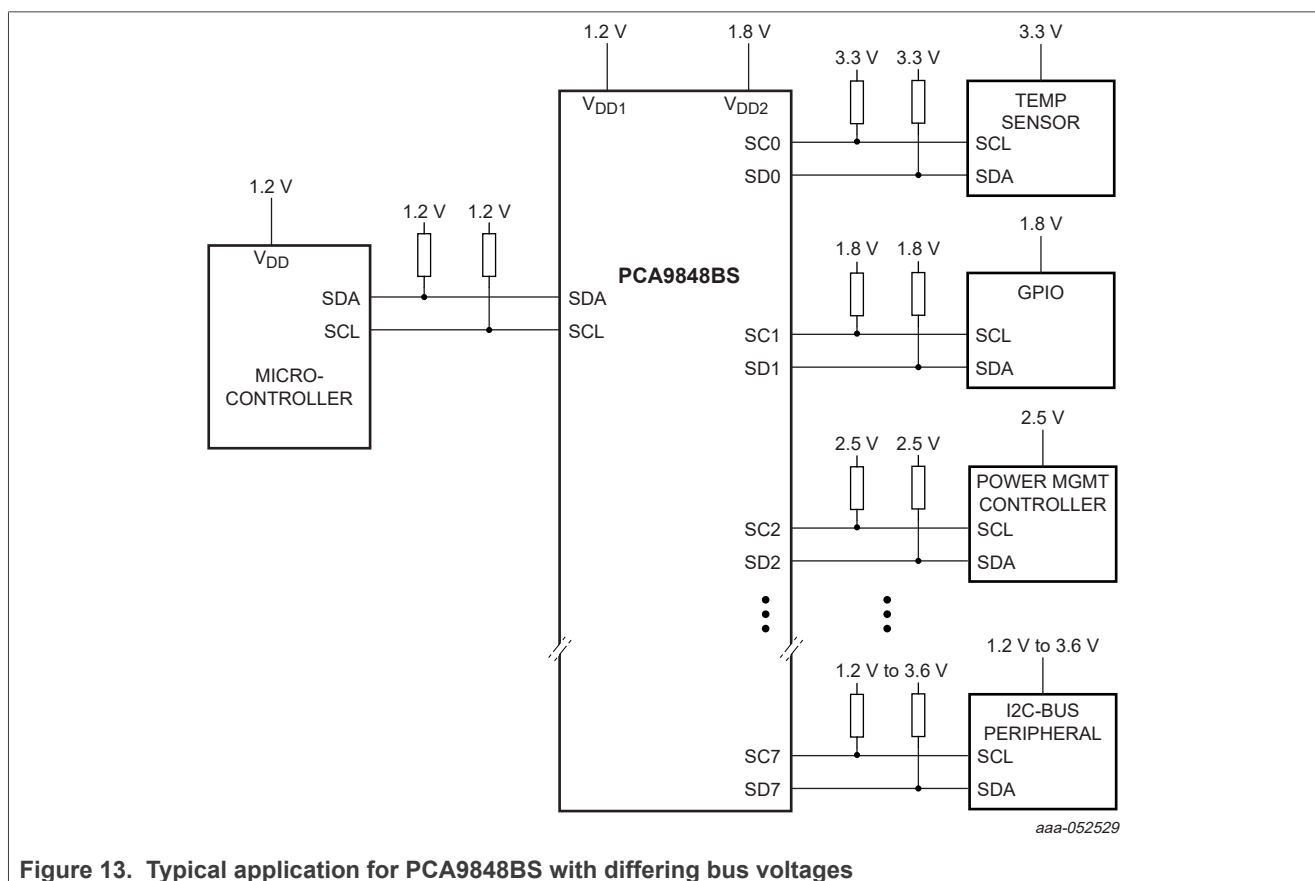 1.2 V
1.8 V
3.3 V
3.3 V 3.3 V
VDD1
VDD2
TEMP
SENSOR
SC0
SCL
SD0
SDA
1.2 V
1.2 V 1.2 V
VDD
PCA9848BS
1.8 V
1.8 V 1.8 V
GPIO
SDA
SDA
SCL
SCL
SC1
SCL
SD1
SDA
MICRO-
CONTROLLER
2.5 V
2.5 V 2.5 V
POWER MGMT
CONTROLLER
SC2
SCL
SD2
SDA
1.2 V to 3.6 V
1.2 V to 3.6 V
I2C-BUS
PERIPHERAL
SC7
SCL
SD7
SDA
aaa-052529
Figure 13. Typical application for PCA9848BS with differing bus voltages